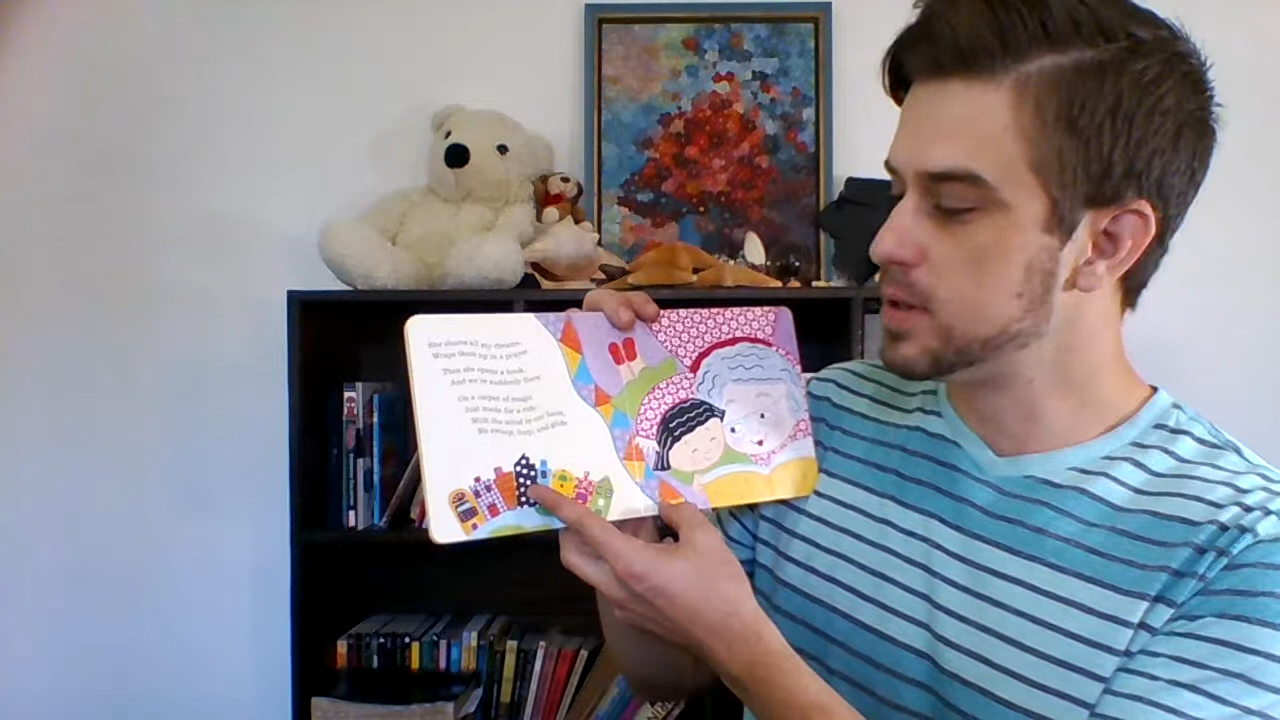 She shares all my dreams,
Wraps them up in a prayer.
Then she opens a book,
And we're suddenly there
On a carpet of magic
Just made for a ride.
With the wind in our faces,
We swoop, loop, and glide.